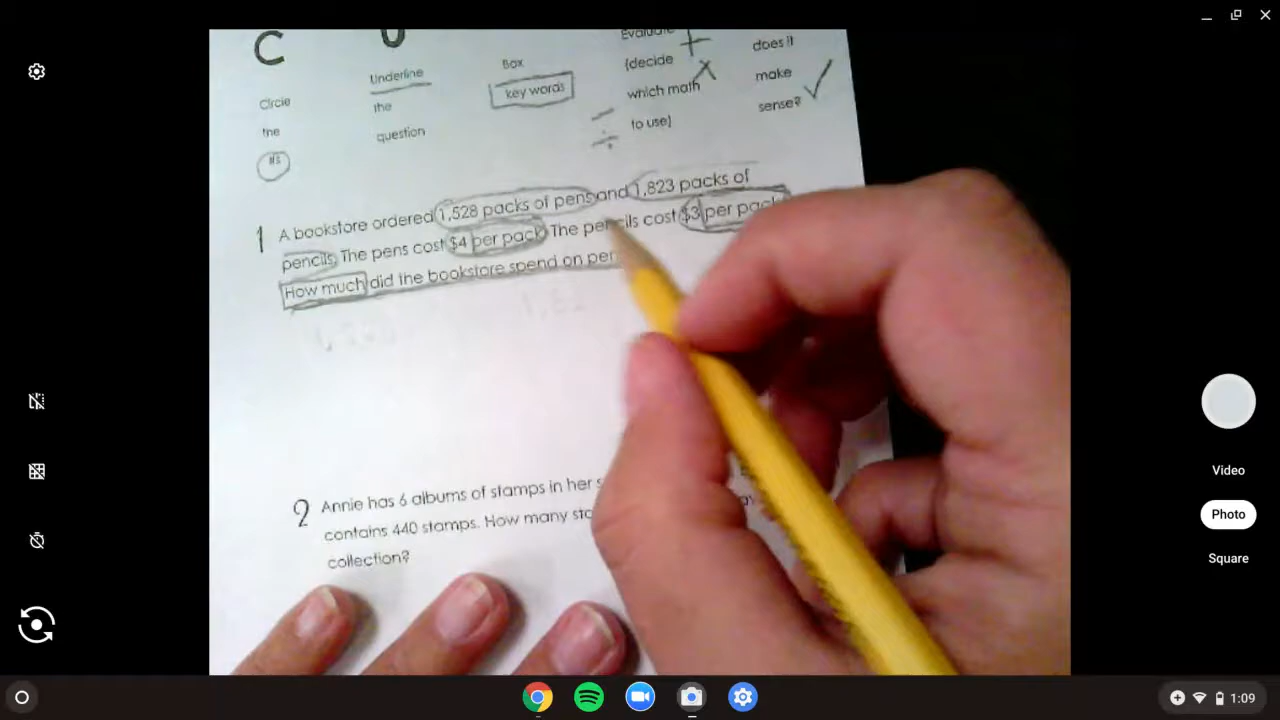 C U
Evaluate
Underline Box {decide does it
Circle the key words which math make
the question to use} sense?
#s
1 A bookstore ordered 1,528 packs of pens and 1,823 packs of
pencils. The pens cost $4 per pack. The pencils cost $3 per pack
How much did the bookstore spend on
2 Annie has 6 albums of stamps in her
contains 440 stamps. How many
collection?
Video
Photo
Square
1:09